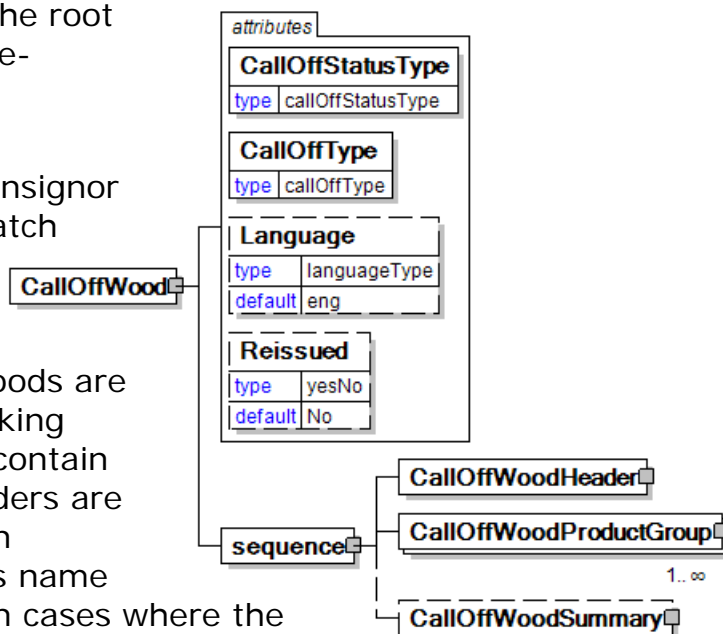 he root
e-
nsignor
atch
oods are
king
contain
ders are
n
s name
n cases where the
attributes
CallOffStatusType
type callOffStatusType
CallOffType
type callOffType
Language
type languageType
default eng
Reissued
type yesNo
default No
CallOffWood
sequence
CallOffWoodHeader
CallOffWoodProductGroup
1.. ∞
CallOffWoodSummary